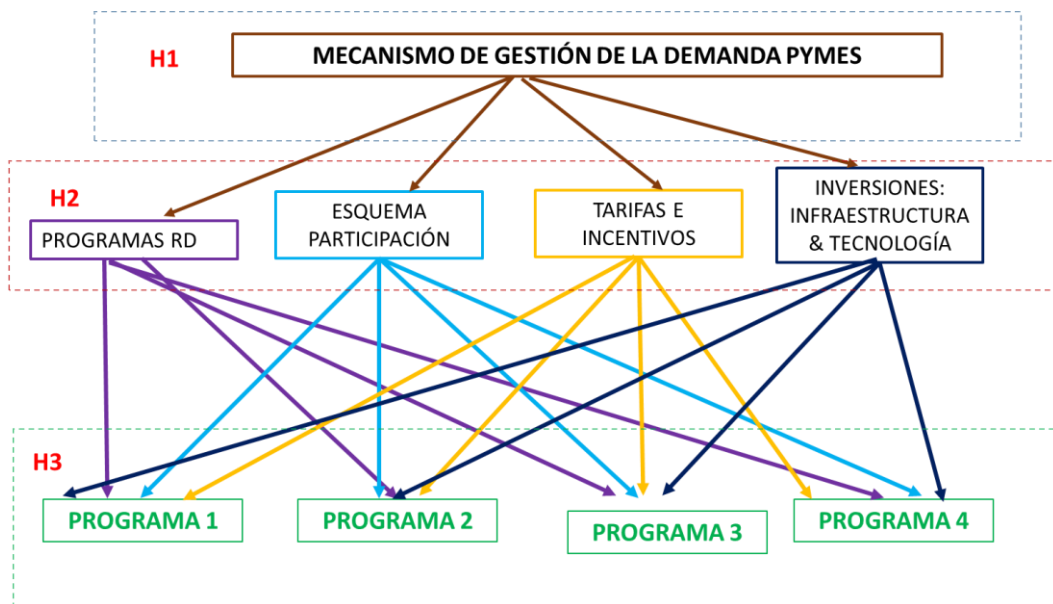 H1
MECANISMO DE GESTIÓN DE LA DEMANDA PYMES
H2
PROGRAMAS RD
ESQUEMA
PARTICIPACIÓN
TARIFAS E
INCENTIVOS
INVERSIONES:
INFRAESTRUCTURA
& TECNOLOGÍA
H3
PROGRAMA 1
PROGRAMA 2
PROGRAMA 3
PROGRAMA 4